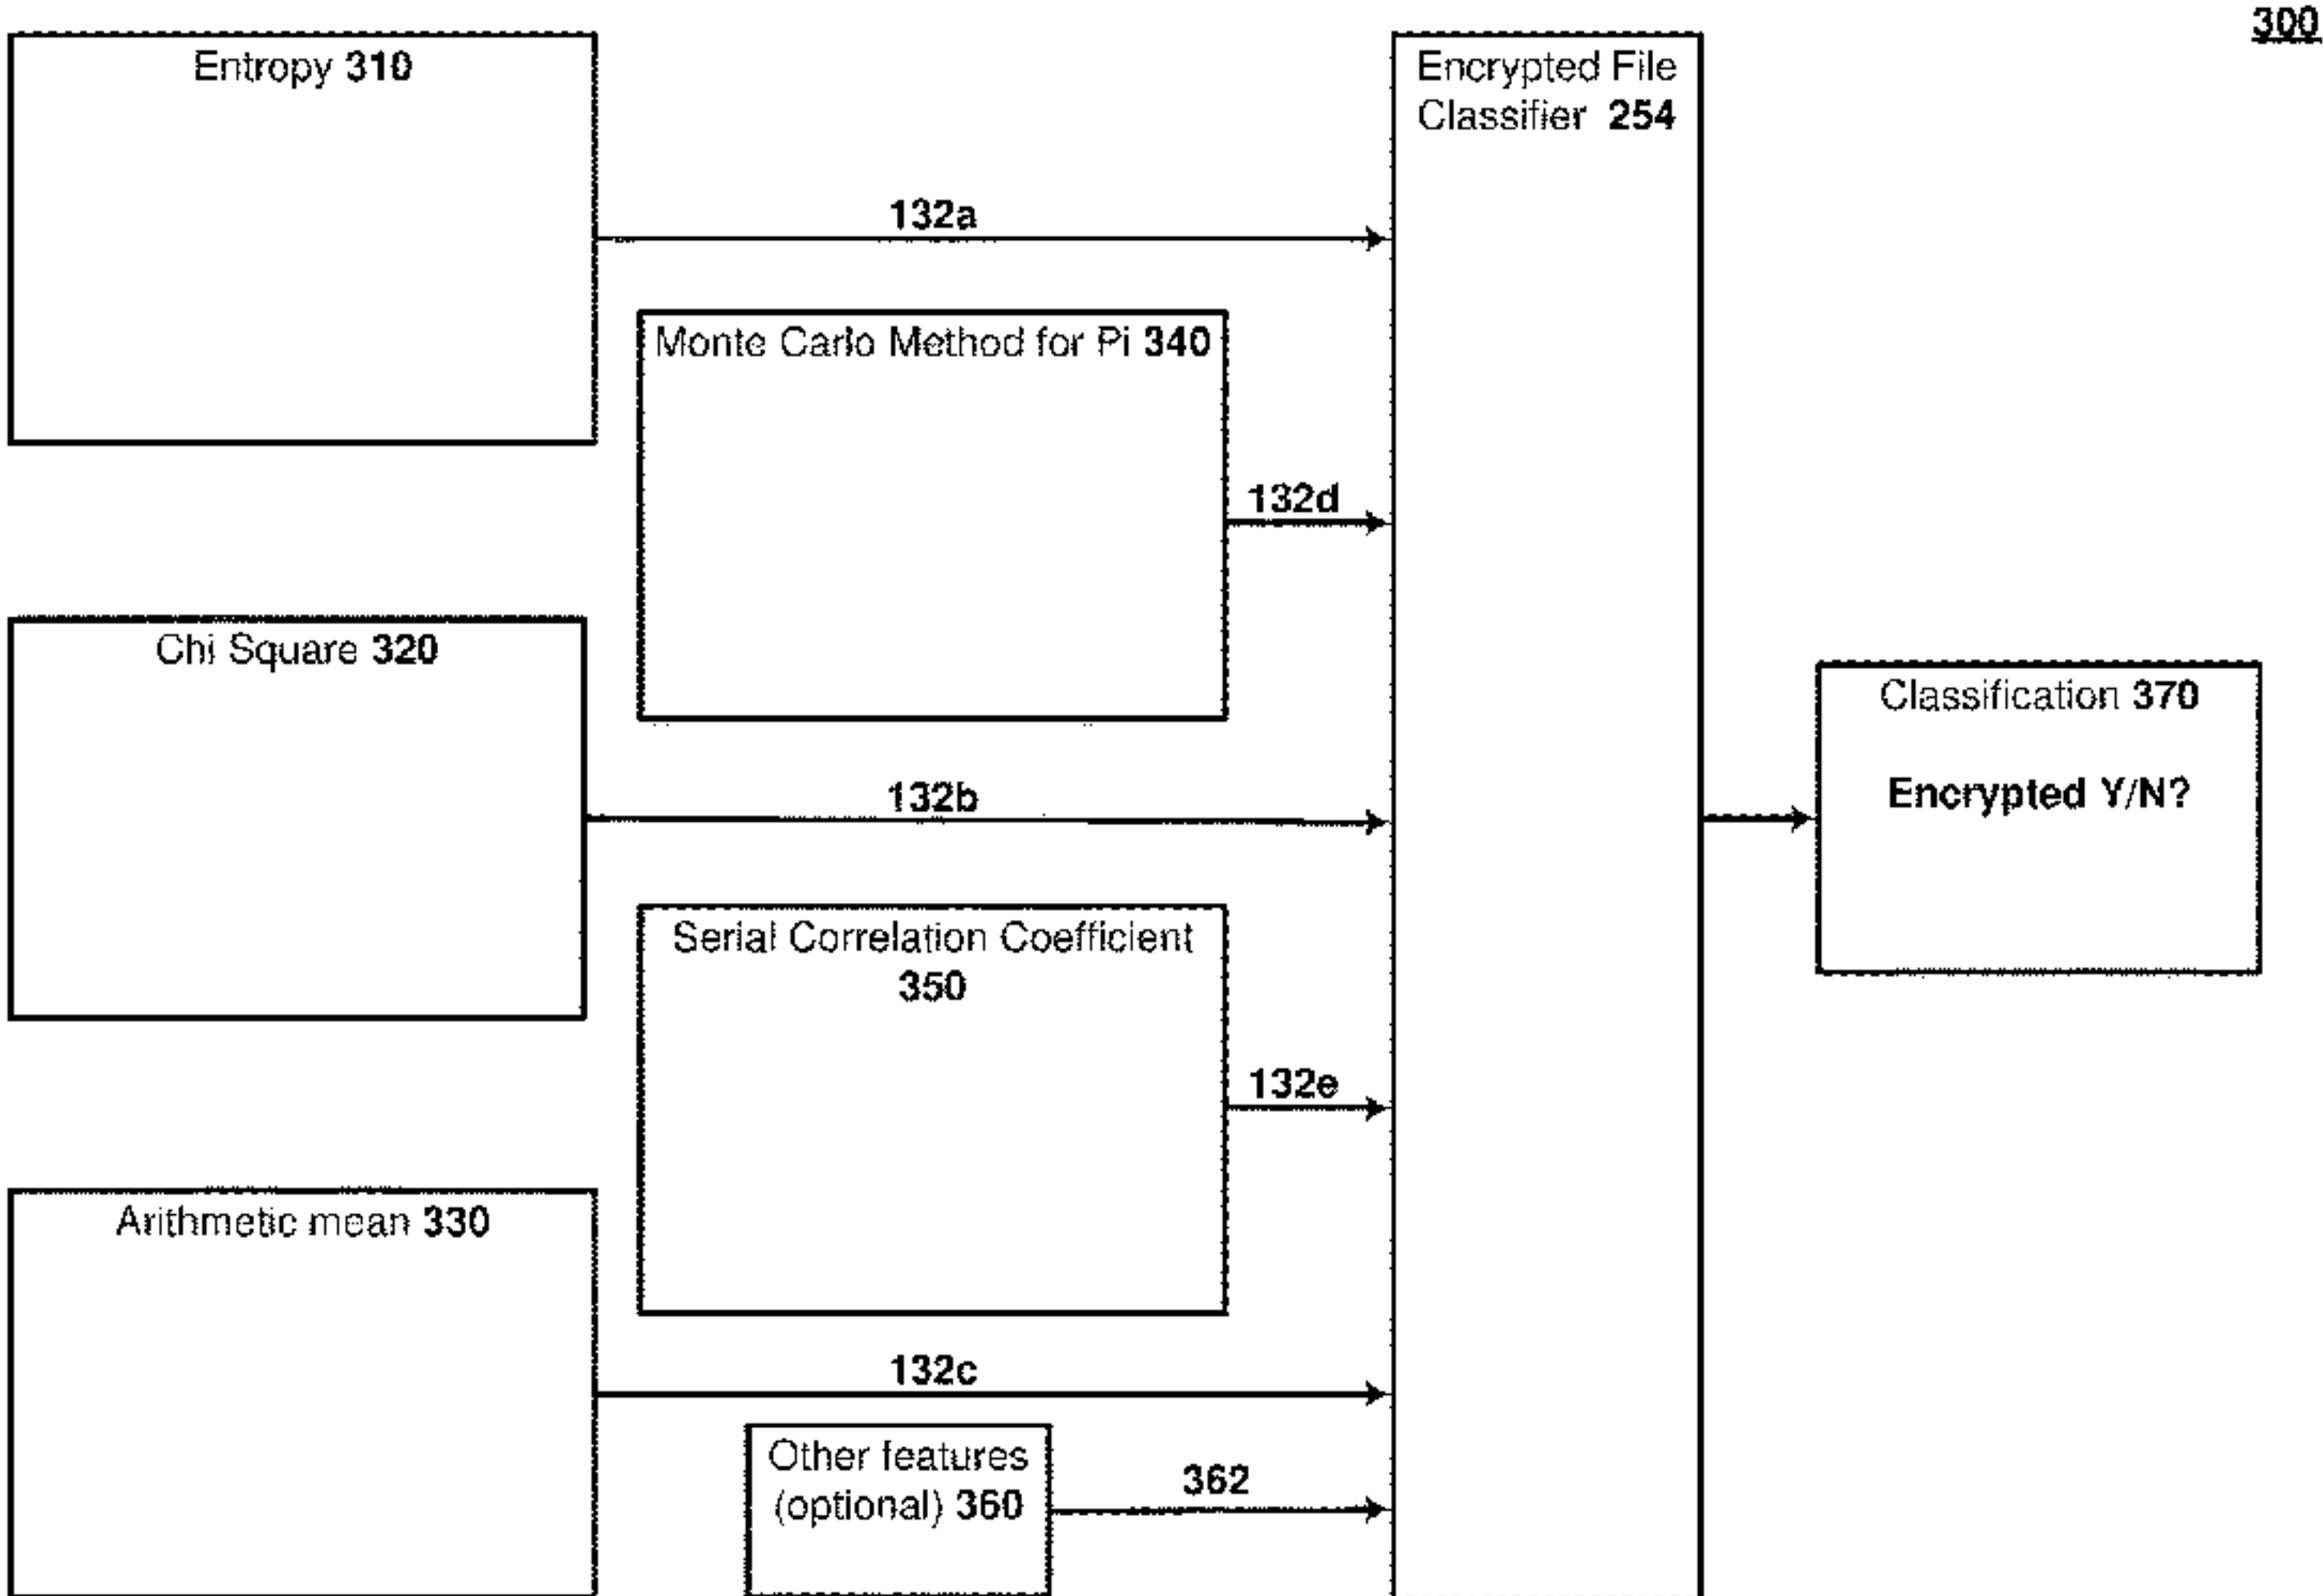 300
Entropy 310
Encrypted File
Classifier 254
132a
Monte Carlo Method for Pi 340
132d
Chi Square 320
Classification 370
Encrypted Y/N?
132b
Serial Correlation Coefficient
350
132e
Arithmetic mean 330
132c
Other features
(optional) 360
362